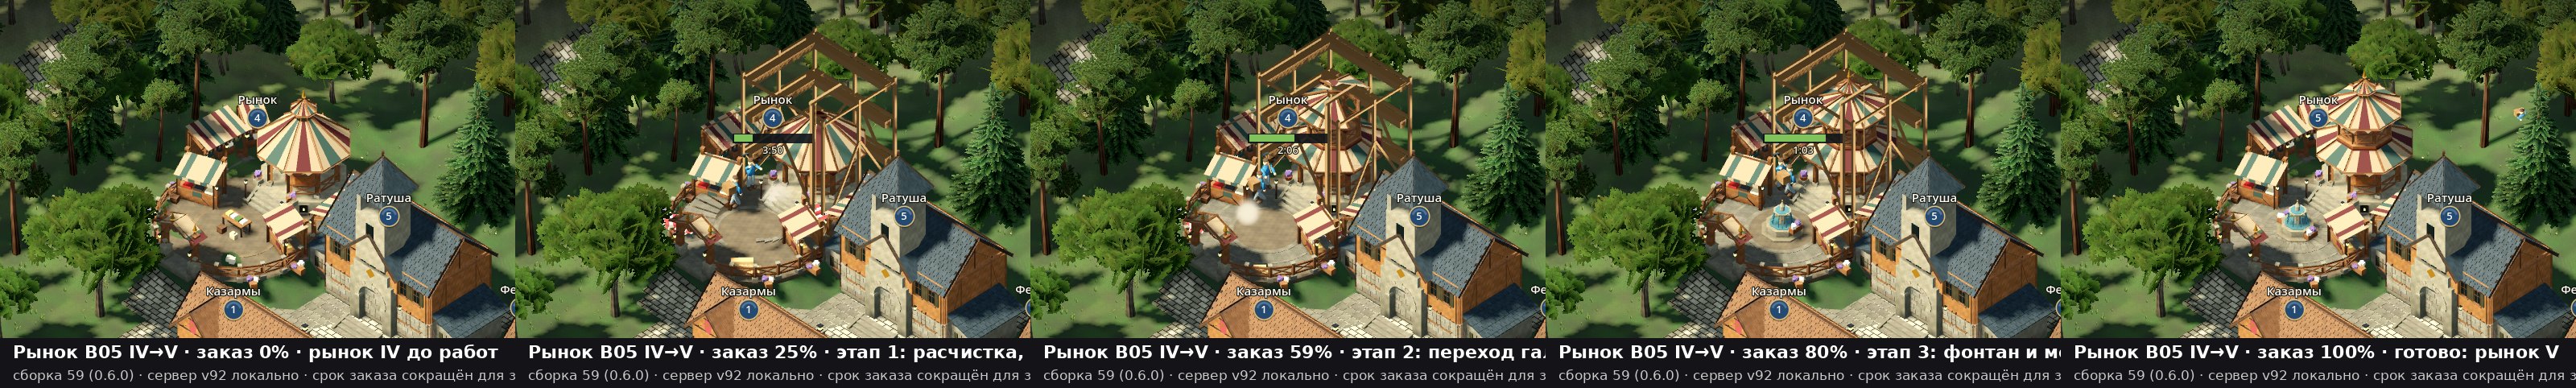 Рынок
4
Ратуша
5
Казармы
1
Рынок B05 IV→V · заказ 0% · рынок IV до работ
сборка 59 (0.6.0) · сервер v92 локально · срок заказа сокращён для з
Рынок
4
3:50
Ратуша
5
Казармы
1
Фе
Рынок B05 IV→V · заказ 25% · этап 1: расчистка,
сборка 59 (0.6.0) · сервер v92 локально · срок заказа сокращён для з
Рынок
4
2:06
Ратуша
5
Казармы
1
Фе
Рынок B05 IV→V · заказ 59% · этап 2: переход гал
сборка 59 (0.6.0) · сервер v92 локально · срок заказа сокращён для з
Рынок
4
1:03
Ратуша
5
Казармы
1
Фе
Рынок B05 IV→V · заказ 80% · этап 3: фонтан и мо
сборка 59 (0.6.0) · сервер v92 локально · срок заказа сокращён для з
Рынок
5
Ратуша
5
Казармы
1
Фе
Рынок B05 IV→V · заказ 100% · готово: рынок V
сборка 59 (0.6.0) · сервер v92 локально · срок заказа сокращён для з